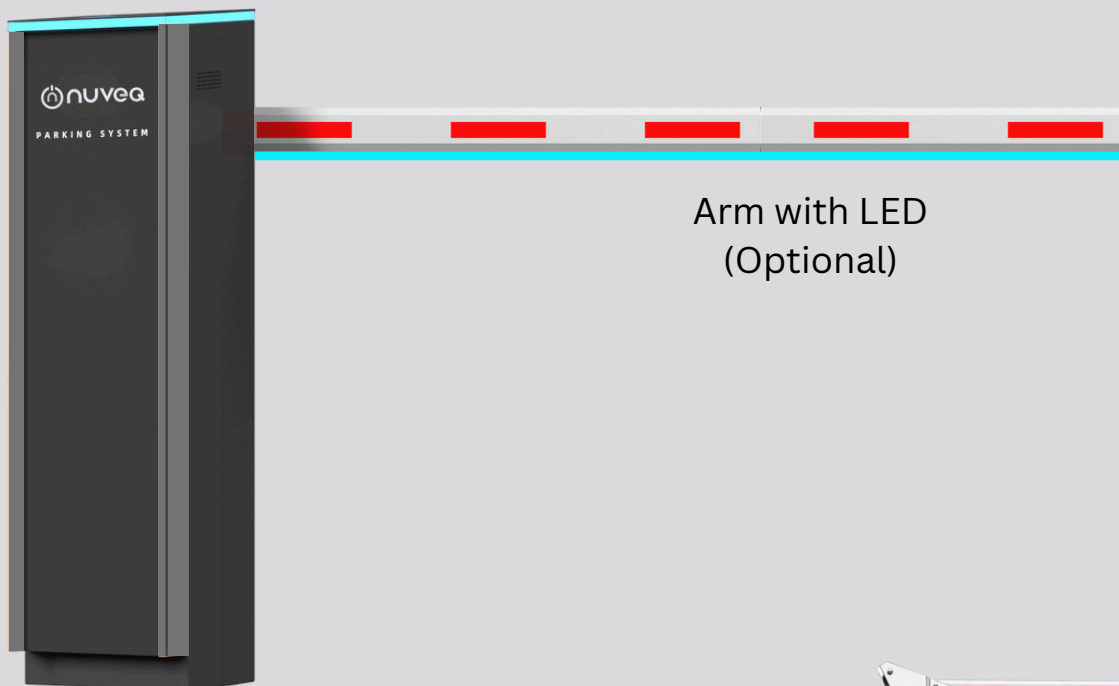 nuveq
PARKING SYSTEM
Arm with LED
(Optional)